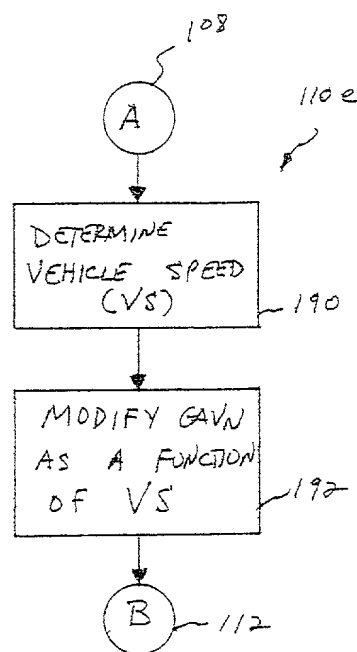 108
A
110e
DETERMINE
VEHICLE SPEED
(VS)
190
MODIFY GAVN
AS A FUNCTION
OF VS
192
B
112